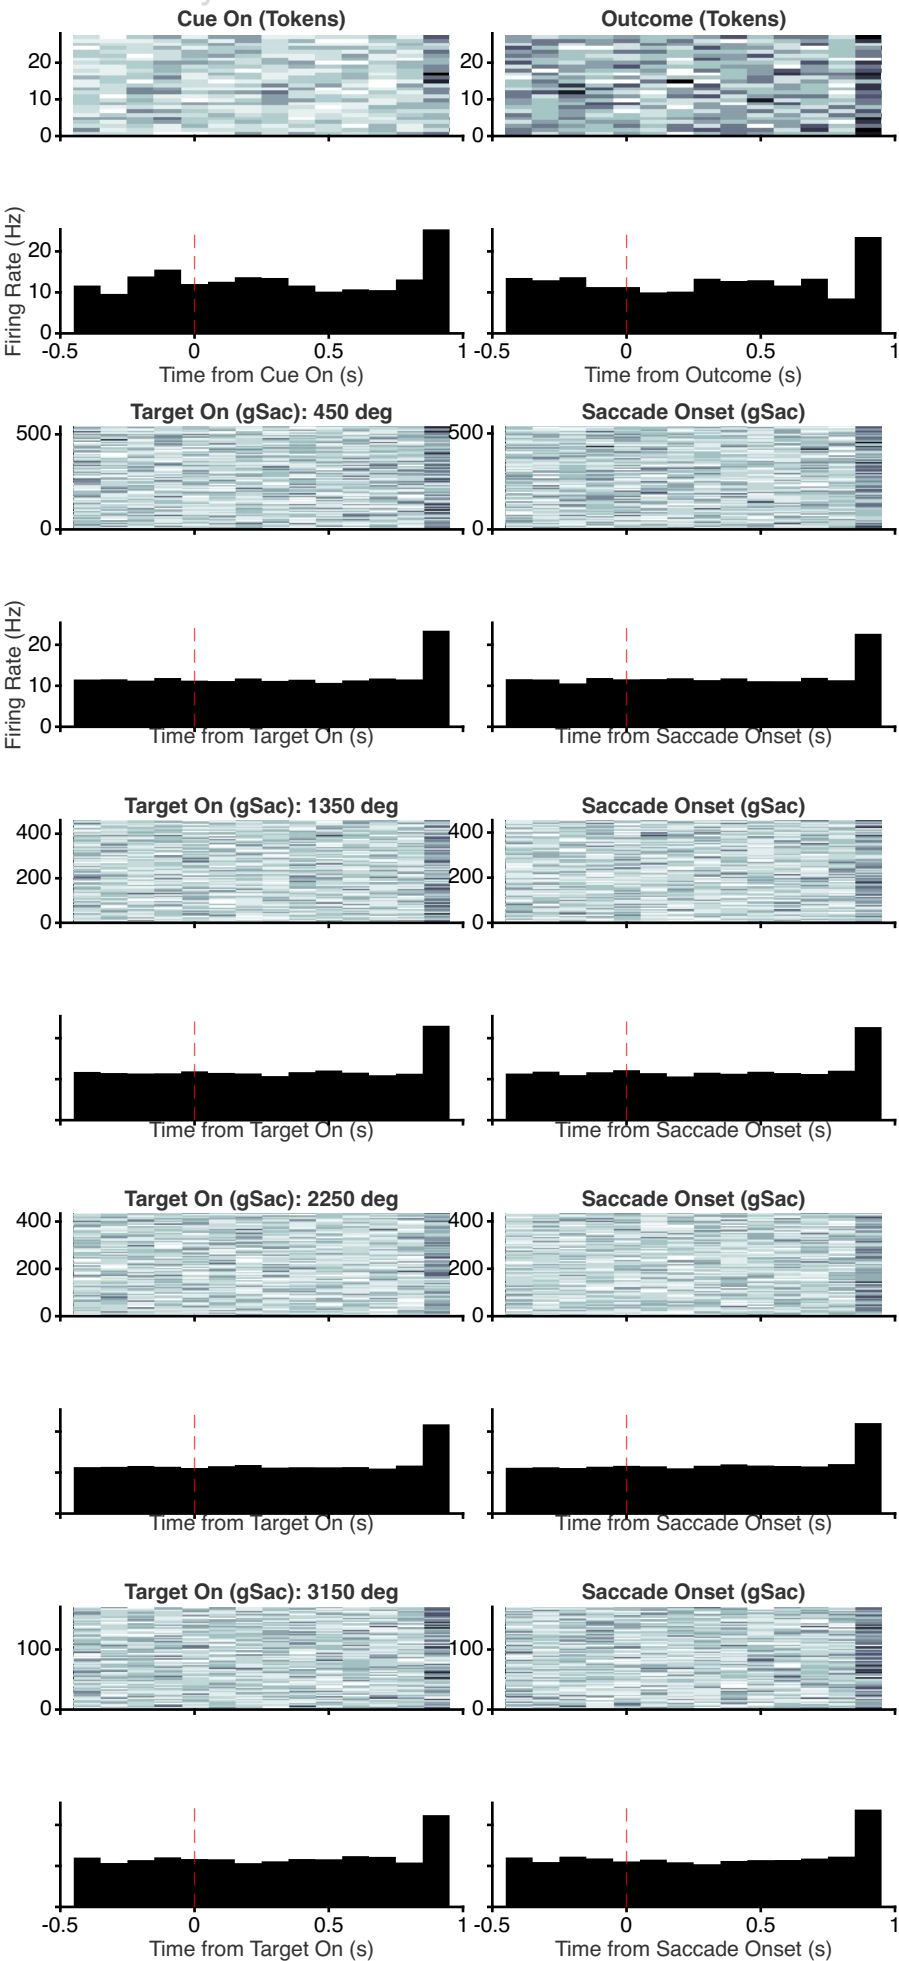 Cue On (Tokens) Outcome (Tokens)
20 20
10 10
0 0
Firing Rate (Hz)
20
10
0
-0.5 0 0.5 1 -0.5 0 0.5 1
Time from Cue On (s) Time from Outcome (s)
Target On (gSac): 450 deg Saccade Onset (gSac)
500 500
0 0
Firing Rate (Hz)
20
10
0
Time from Target On (s) Time from Saccade Onset (s)
Target On (gSac): 1350 deg Saccade Onset (gSac)
400 400
200 200
0 0
Time from Target On (s) Time from Saccade Onset (s)
Target On (gSac): 2250 deg Saccade Onset (gSac)
400 400
200 200
0 0
Time from Target On (s) Time from Saccade Onset (s)
Target On (gSac): 3150 deg Saccade Onset (gSac)
100 100
0 0
-0.5 0 0.5 1 -0.5 0 0.5 1
Time from Target On (s) Time from Saccade Onset (s)